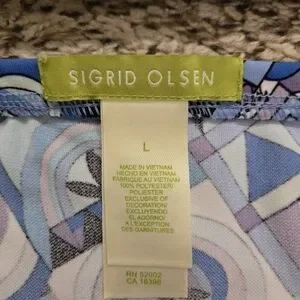 SIGRID OLSEN
L
MADE IN VIETNAM
HECHO EN VIETNAM
FABRIQUE AU VIETNAM
100% POLYESTER/
POLIESTER
EXCLUSIVE OF
DECORATION/
EXCLUYENDO
EL ADORNO
A L'EXCEPTION
DES GARNITURES
RN 52002
CA 16396